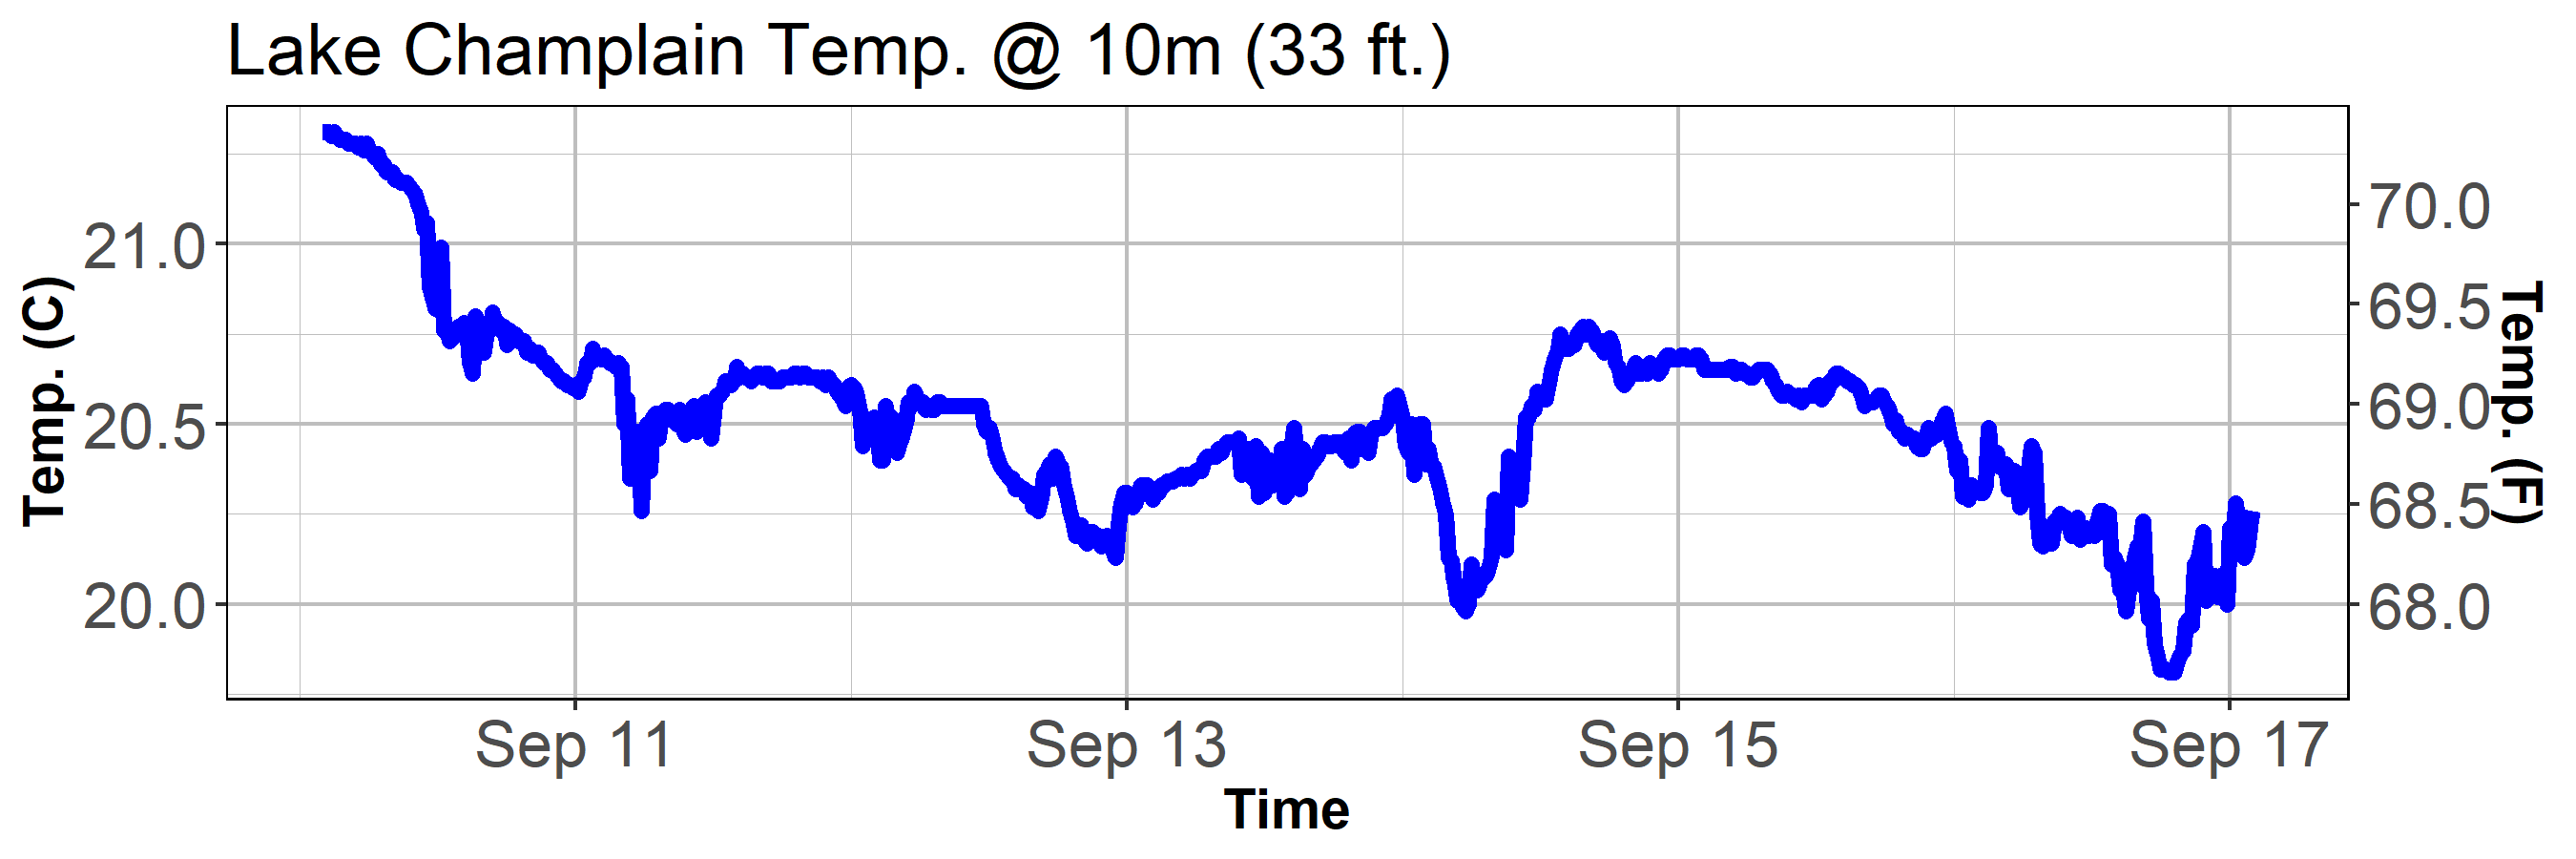 Lake Champlain Temp. @ 10m (33 ft.)
Temp. (C)
21.0
20.5
20.0
70.0
69.5
69.0
68.5
68.0
Temp. (F)
Sep 11 Sep 13 Sep 15 Sep 17
Time